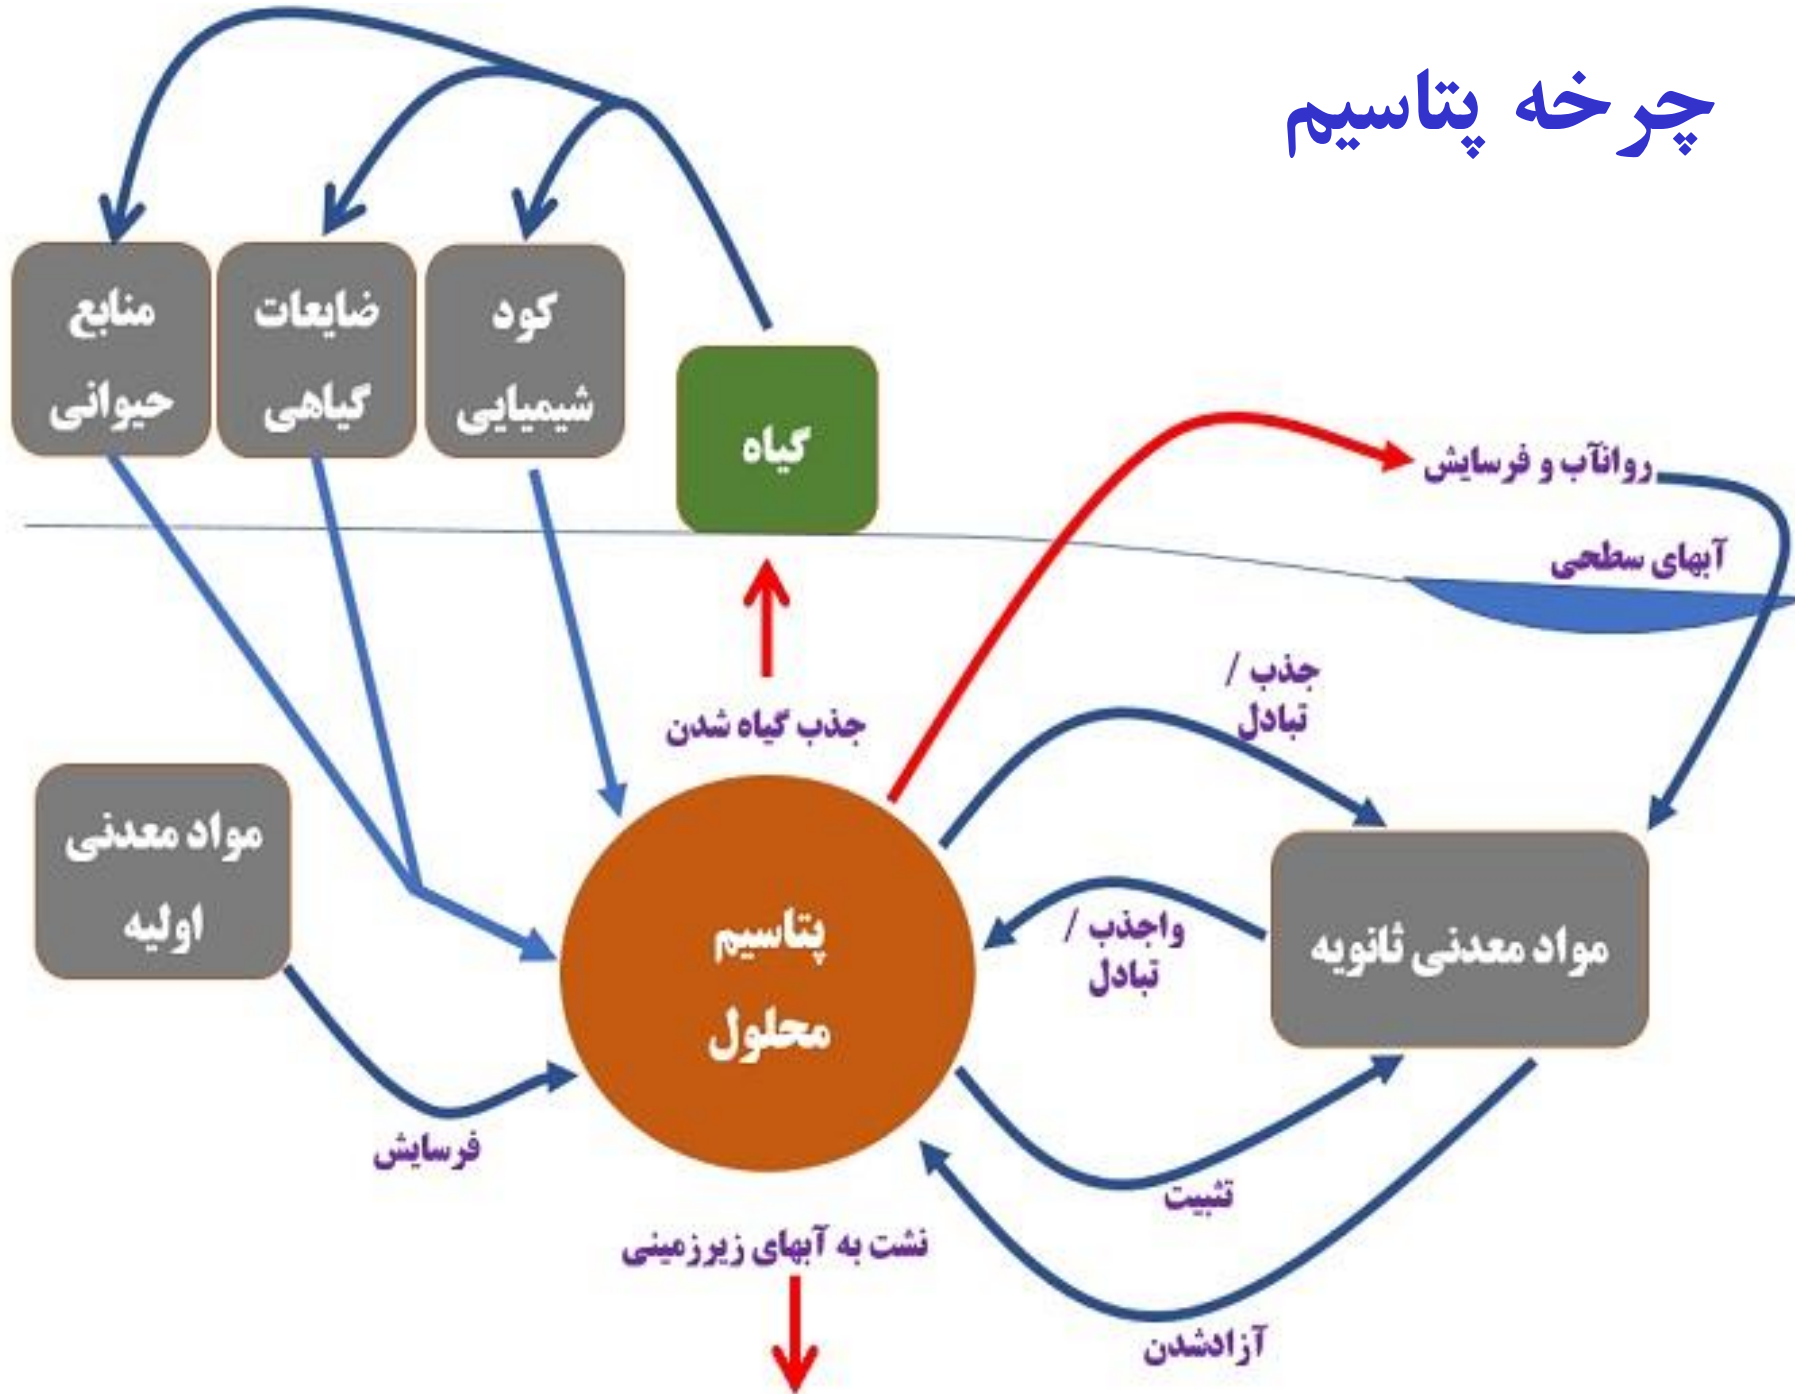 چرخه پتاسیم
کود
شیمیایی
ضایعات
گیاهی
منابع
حیوانی
گیاه
روانآب و فرسایش
آبهای سطحی
جذب /
تبادل
جذب گیاه شدن
مواد معدنی
اولیه
پتاسیم
محلول
واجذب /
تبادل
مواد معدنی ثانویه
فرسایش
تثبیت
نشت به آبهای زیرزمینی
آزادشدن